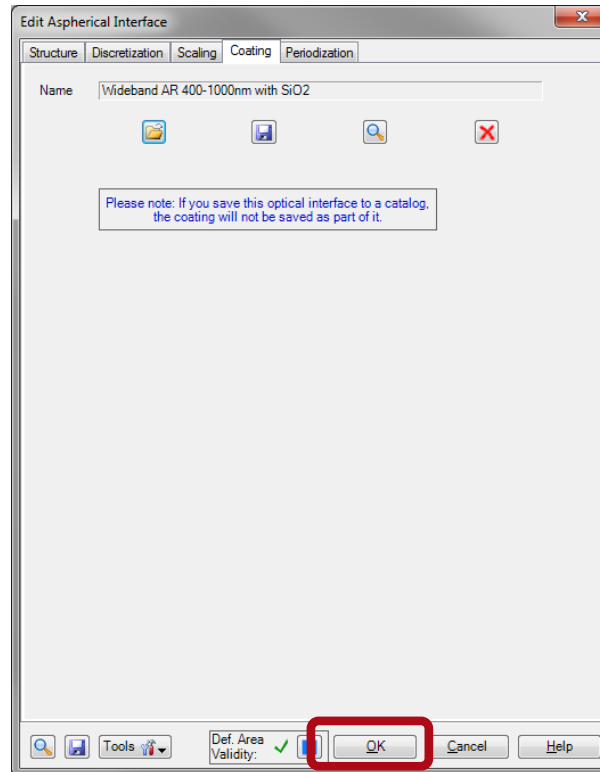 Edit Aspherical Interface
Structure Discretization Scaling Coating Periodization
Name Wideband AR 400-1000nm with SiO2
Please note: If you save this optical interface to a catalog,
the coating will not be saved as part of it.
Tools
Def. Area
Validity:
OK Cancel Help